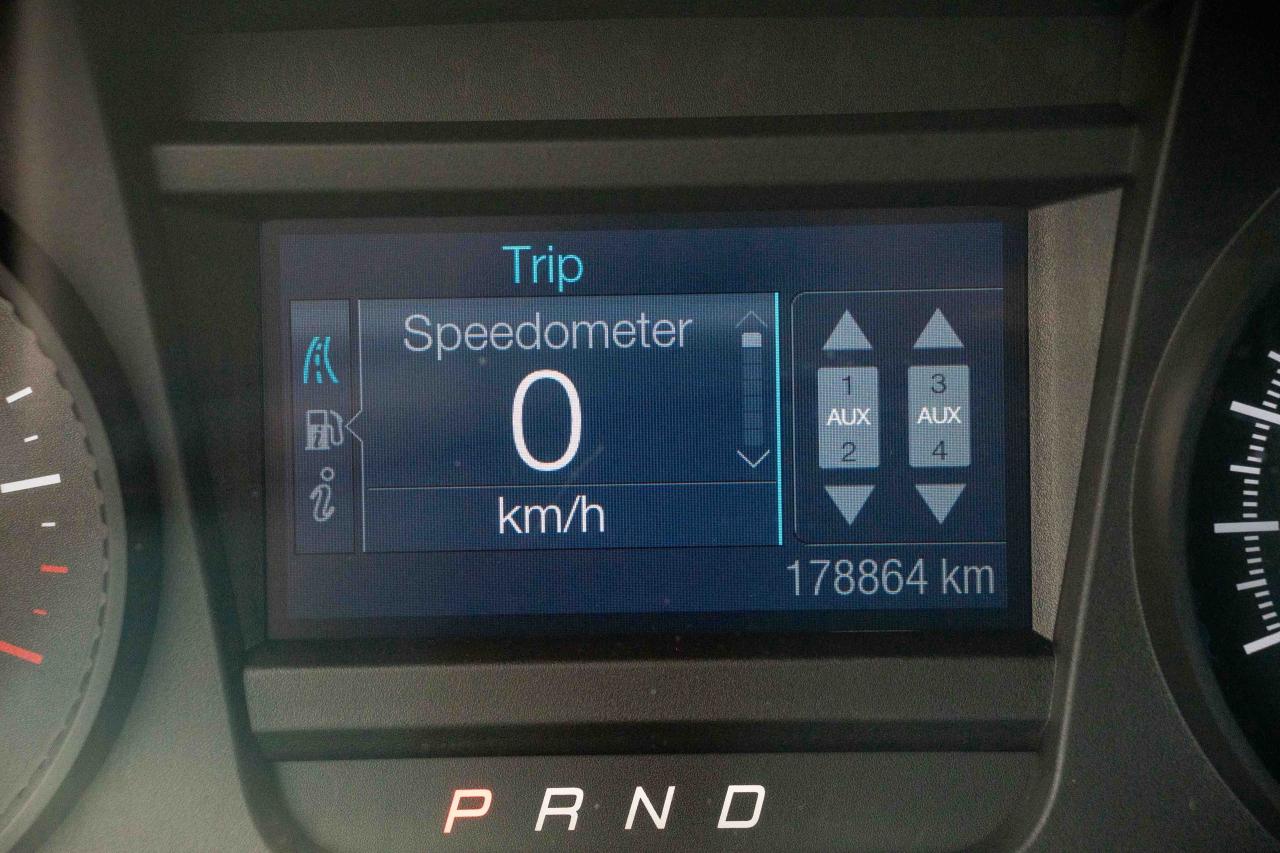 Trip
Speedometer
0
km/h
1 3
AUX AUX
2 4
178864 km
P R N D